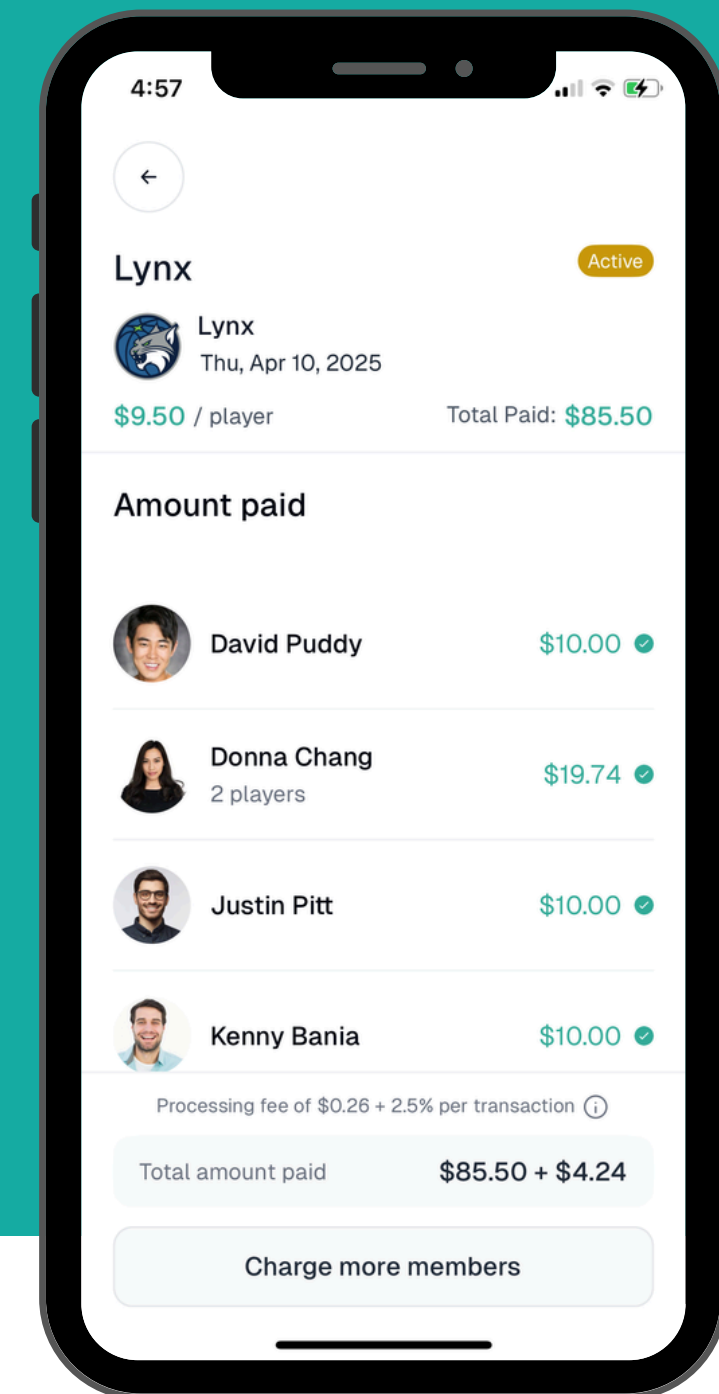 4:57
Lynx
Active
Lynx
Thu, Apr 10, 2025
$9.50 / player
Total Paid: $85.50
Amount paid
David Puddy
$10.00
Donna Chang
2 players
$19.74
Justin Pitt
$10.00
Kenny Bania
$10.00
Processing fee of $0.26 + 2.5% per transaction
Total amount paid
$85.50 + $4.24
Charge more members